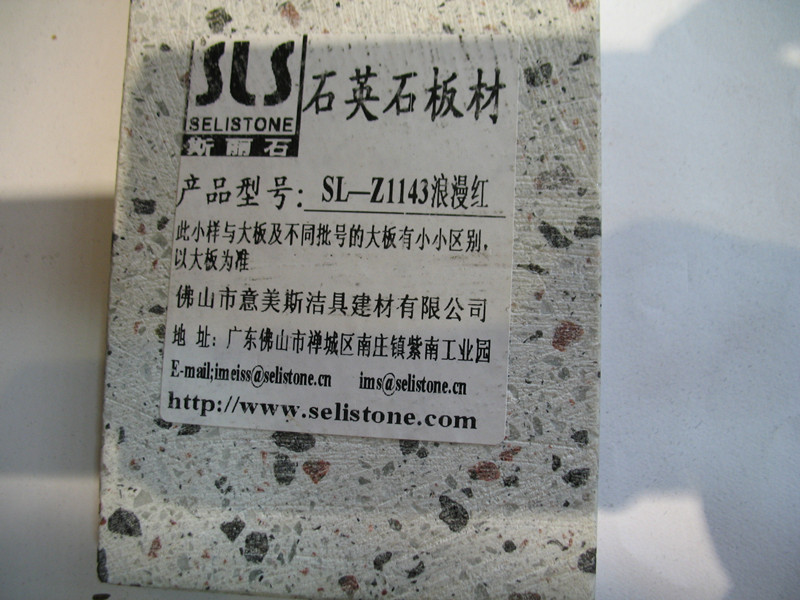 SLS
SELISTONE
斯丽石
石英石板材
产品型号: SL—Z1143浪漫红
此小样与大板及不同批号的大板有小小区别,
以大板为准
佛山市意美斯洁具建材有限公司
地 址: 广东佛山市禅城区南庄镇紫南工业园
E-mail;imeiss@selistone.cn ims@selistone.cn
http://www.selistone.com